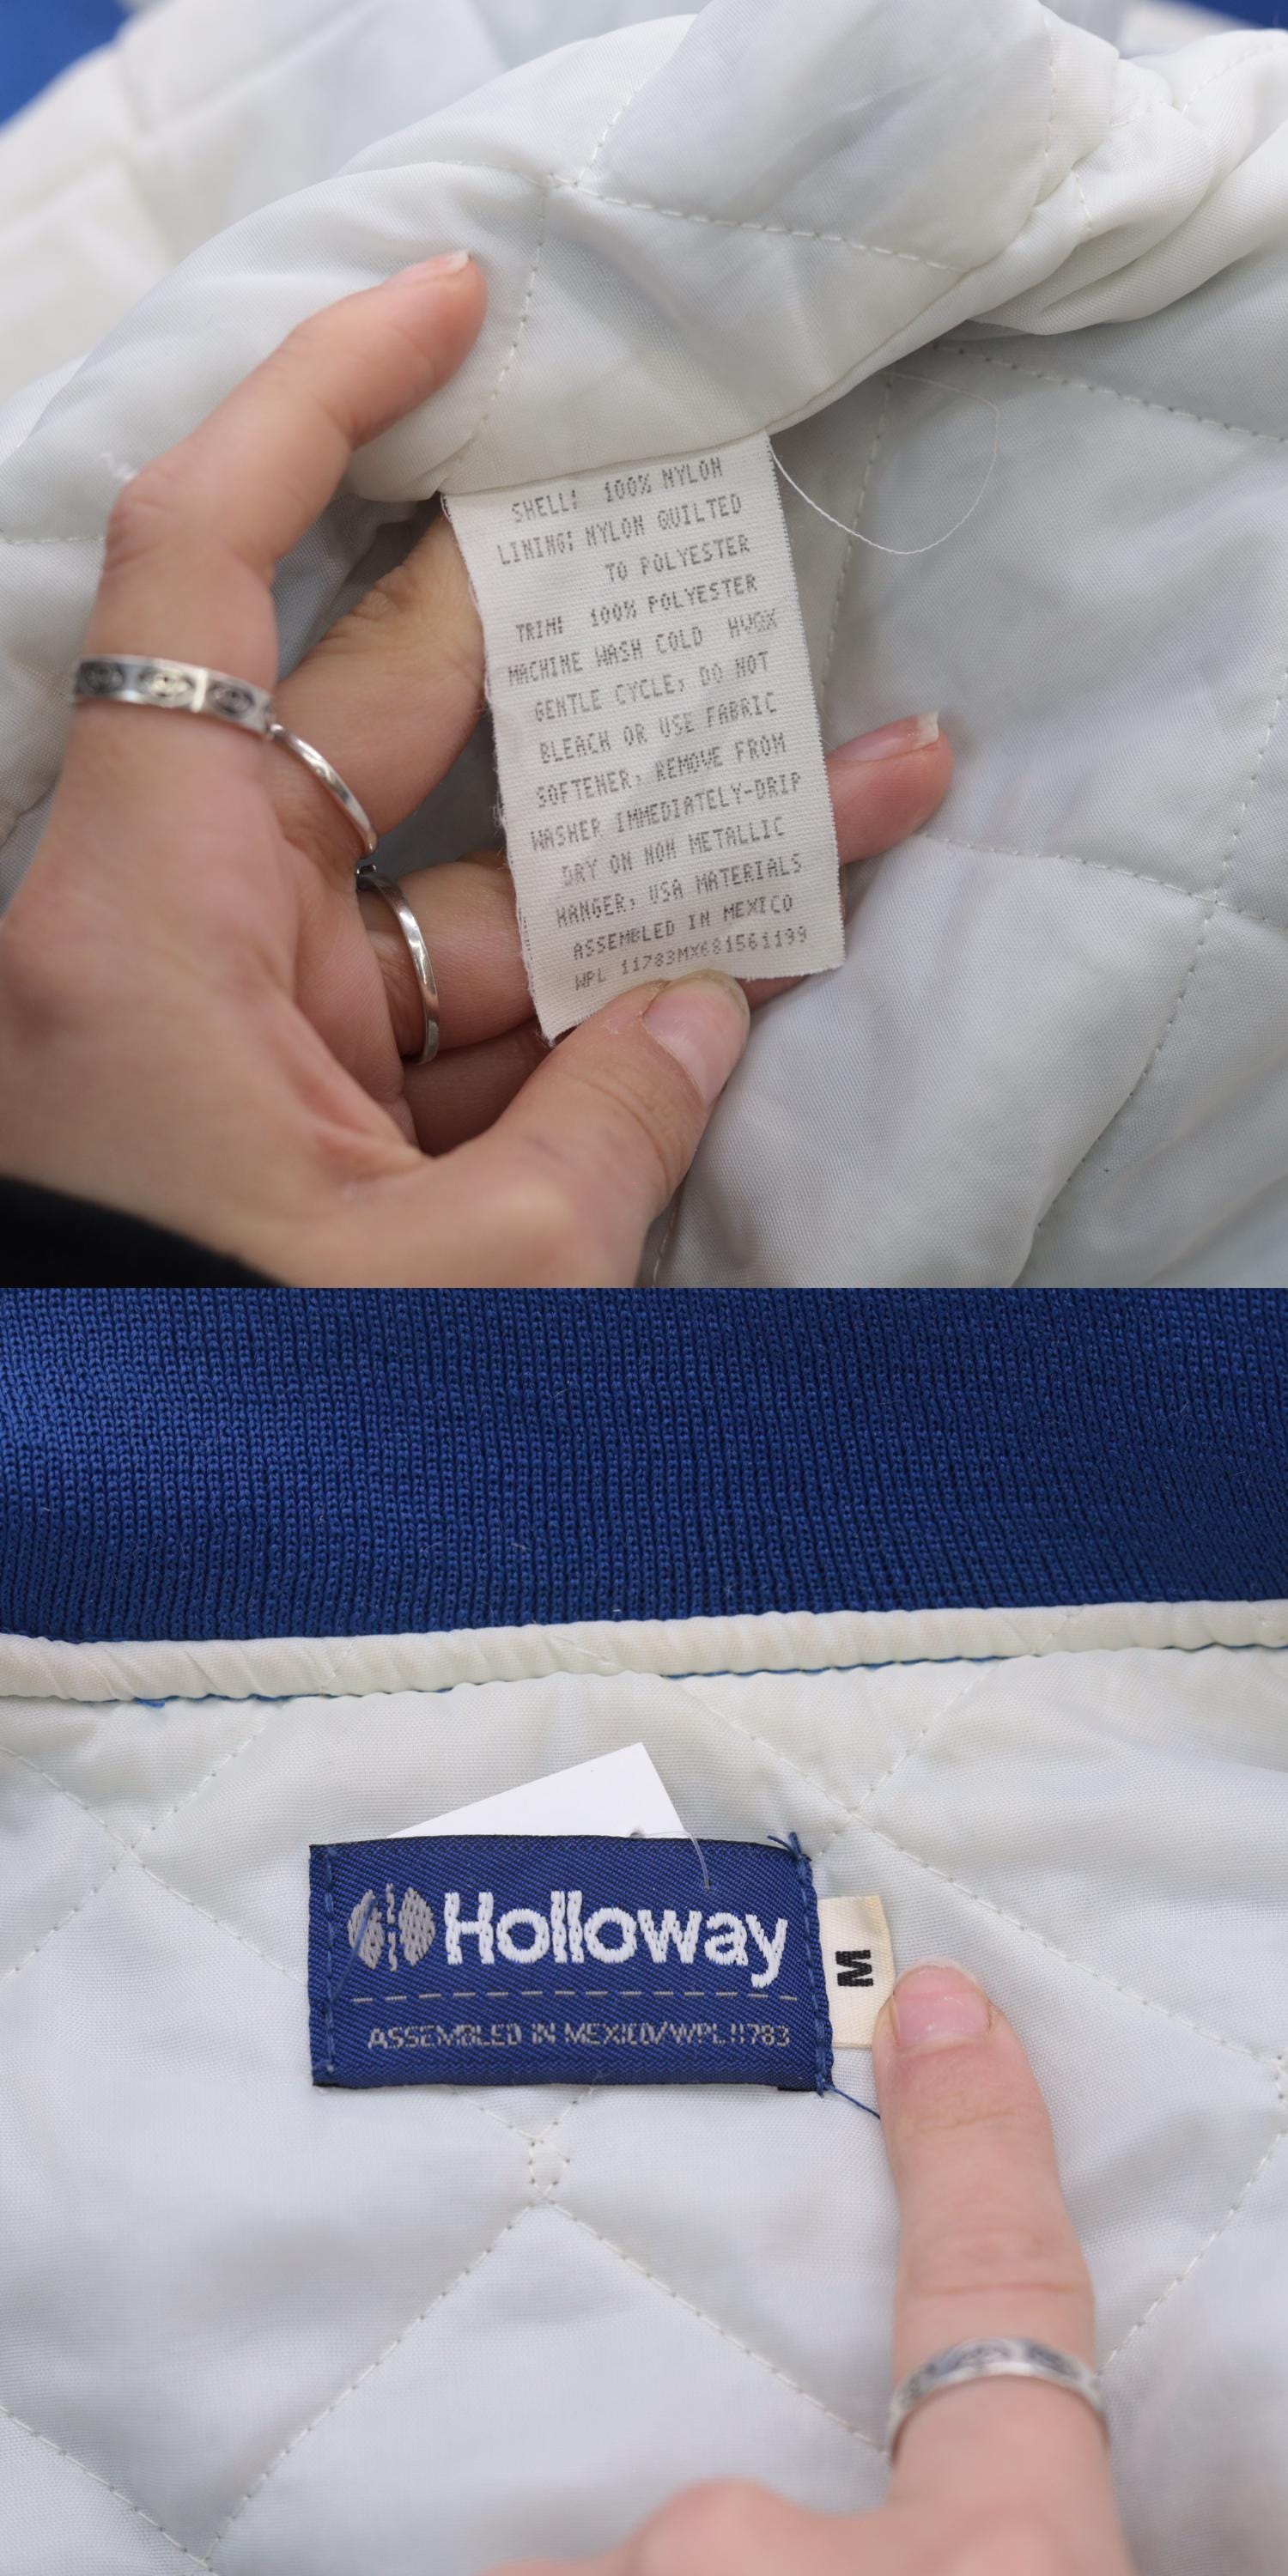 SHELL: 100% NYLON
LINING: NYLON QUILTED
TO POLYESTER
TRIM: 100% POLYESTER
MACHINE WASH COLD
GENTLE CYCLE, DO NOT
BLEACH OR USE FABRIC
SOFTENER, REMOVE FROM
WASHER IMMEDIATELY-DRIP
DRY ON NON METALLIC
HANGER, USA MATERIALS
ASSEMBLED IN MEXICO
WPL 11783MX681561199
Holloway
M
ASSEMBLED IN MEXICO/WPL11783